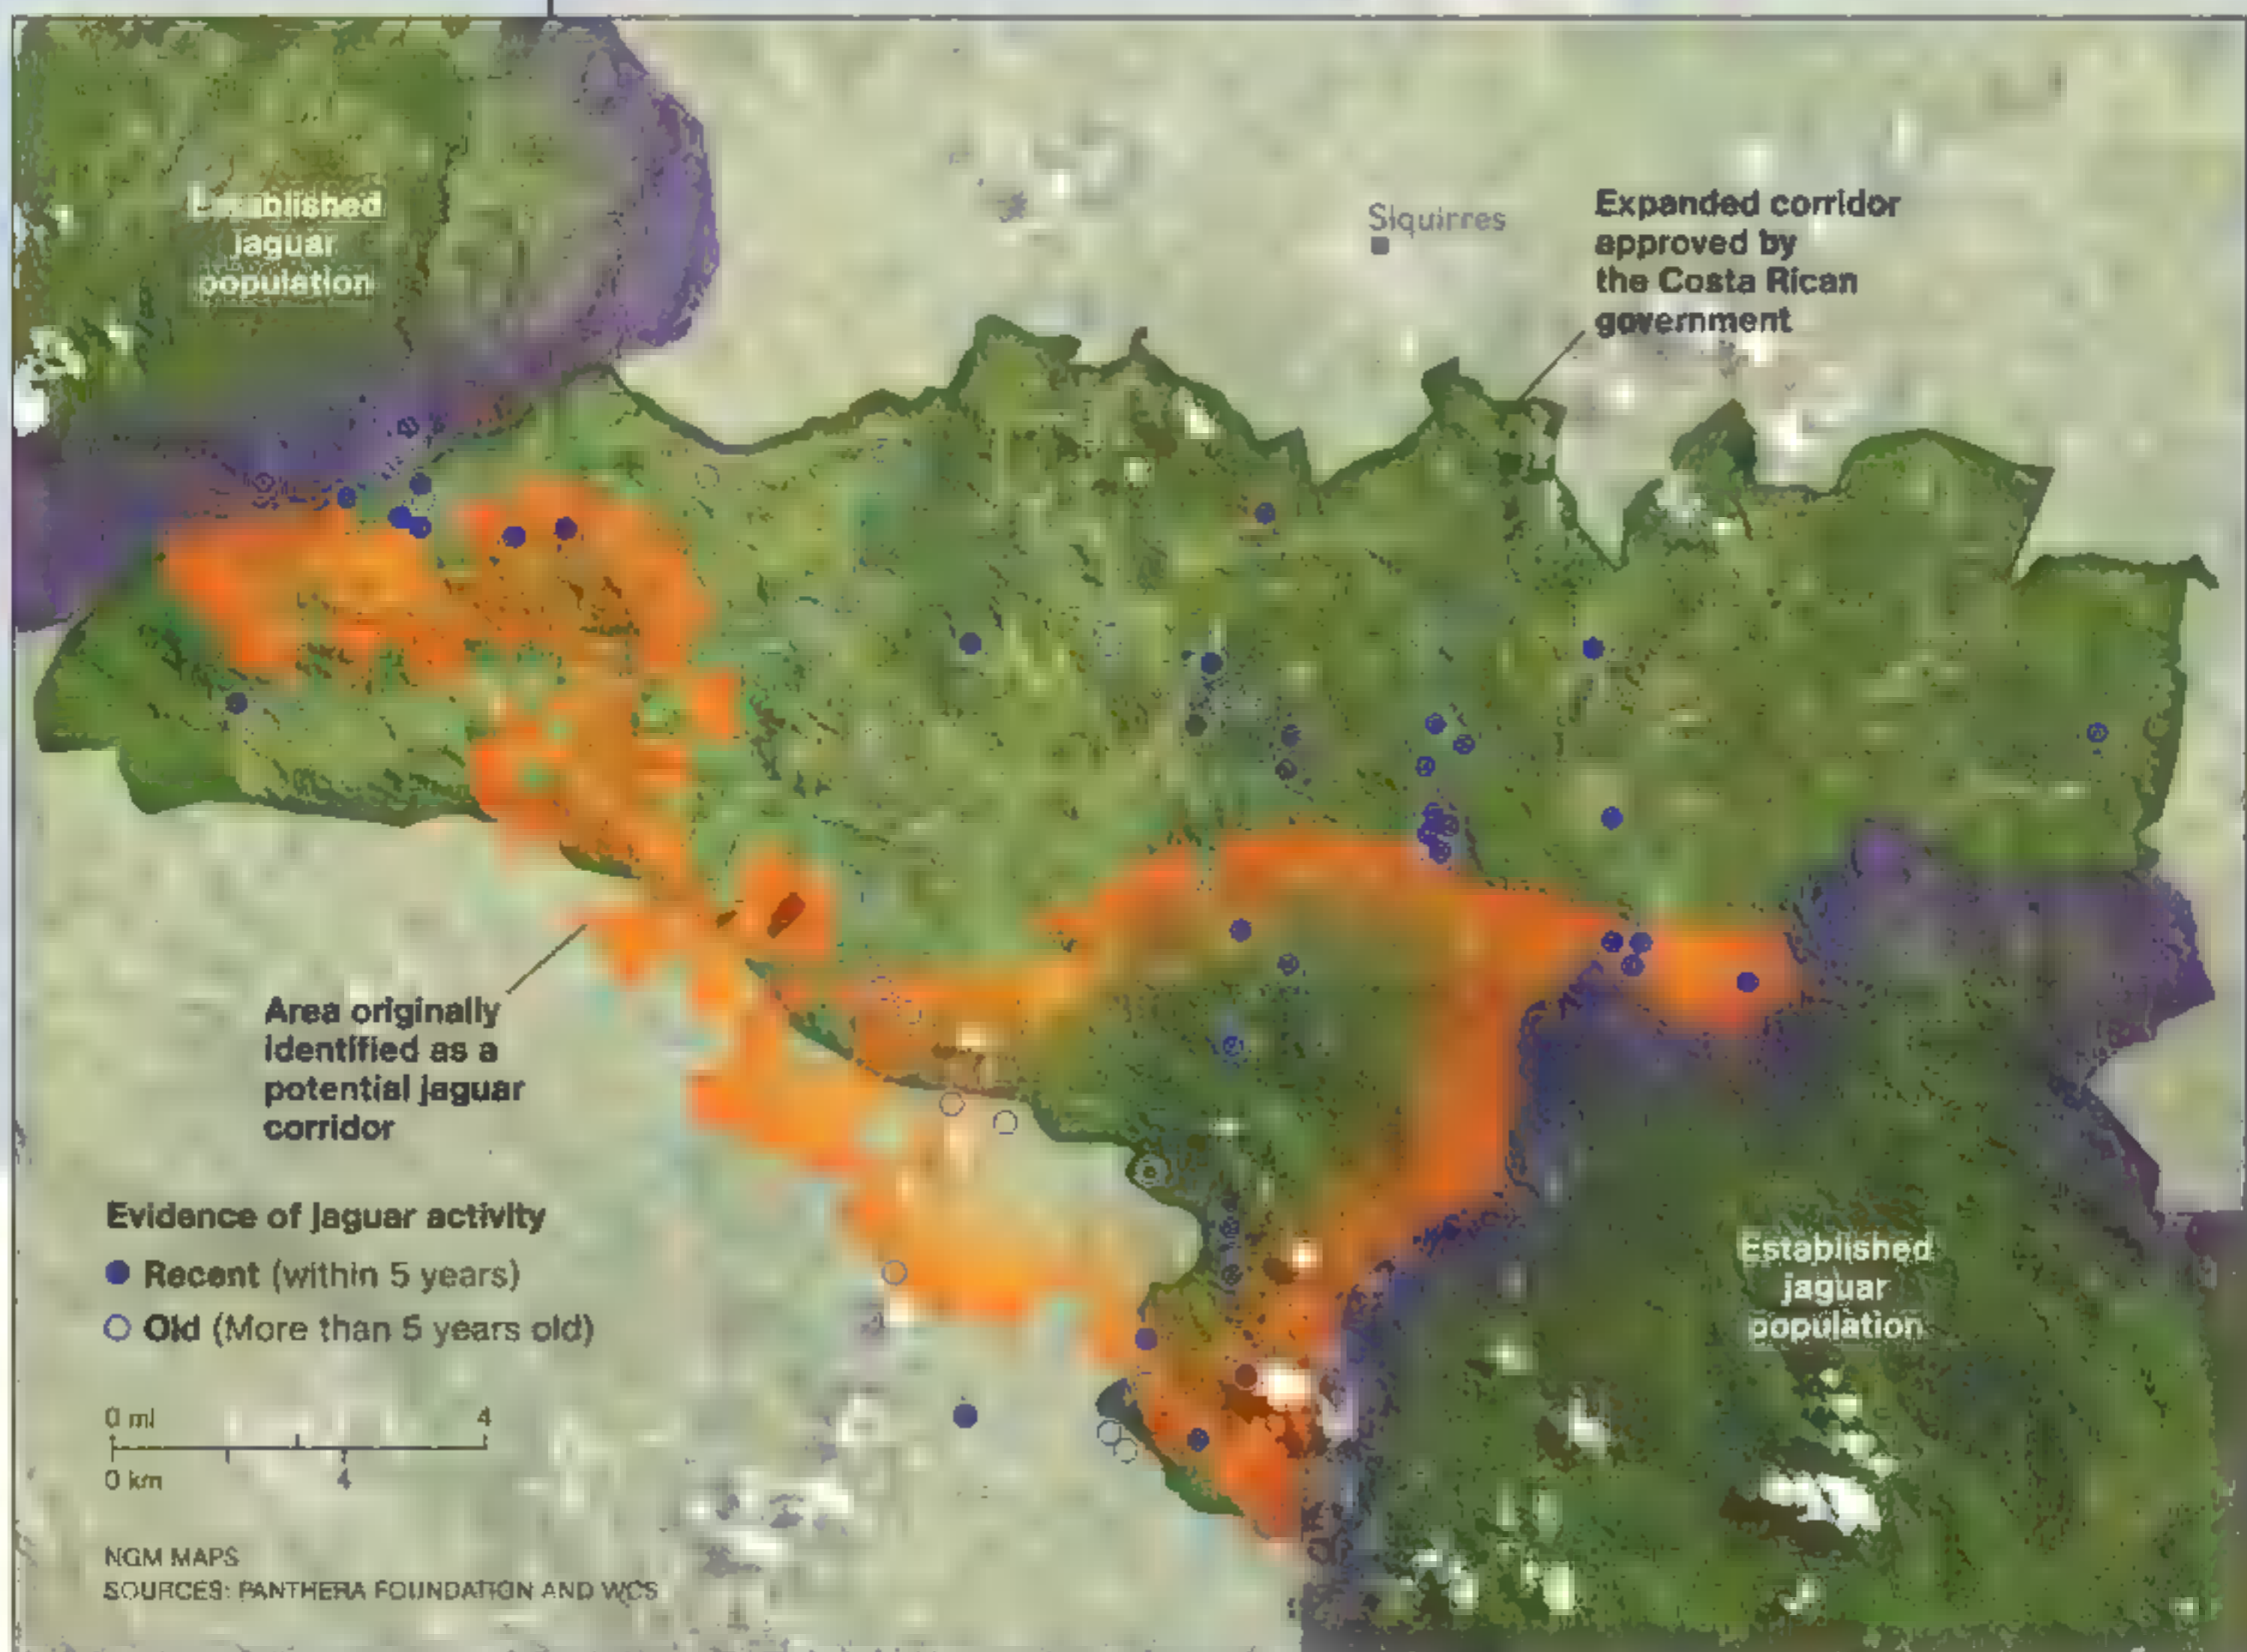 Established
jaguar
population
Siquirres
Expanded corridor
approved by
the Costa Rican
government
Area originally
identified as a
potential jaguar
corridor
Evidence of jaguar activity
Recent (within 5 years)
Old (More than 5 years old)
0 mi 4
0 km 4
NGM MAPS
SOURCES: PANTHERA FOUNDATION AND WCS
Established
jaguar
population